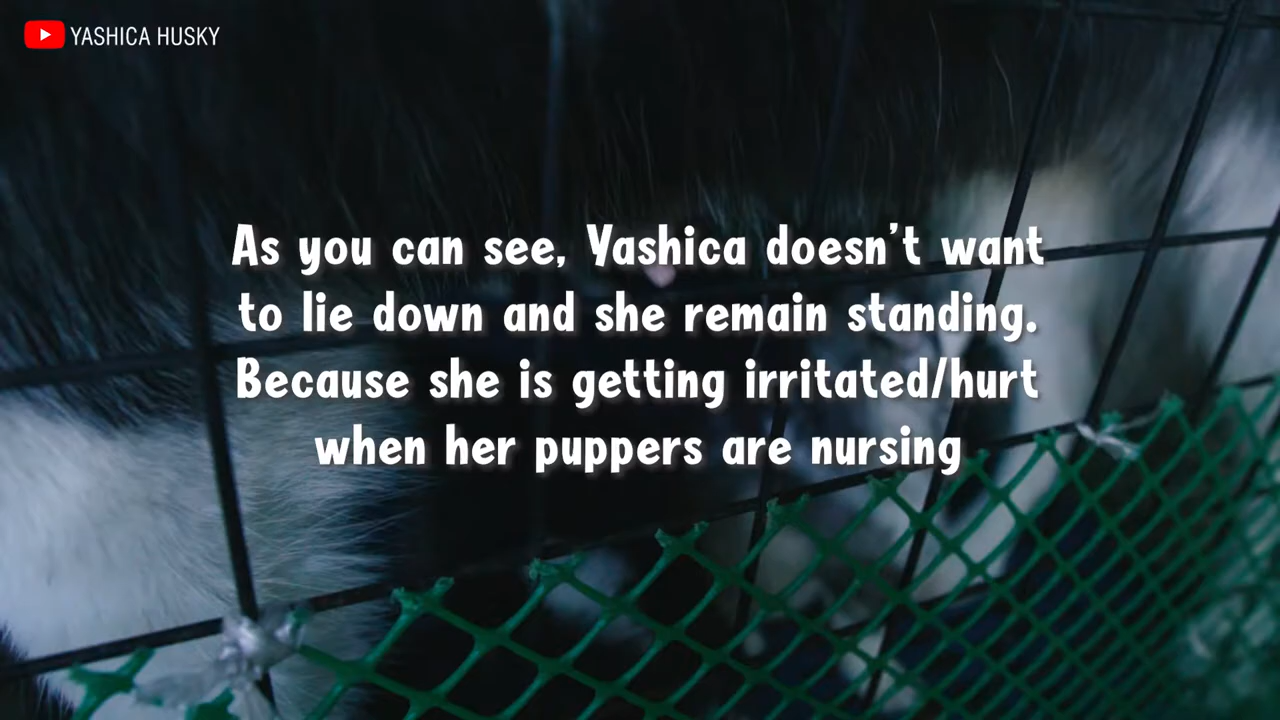 YASHICA HUSKY
As you can see, Yashica doesn't want
to lie down and she remain standing.
Because she is getting irritated/hurt
when her puppers are nursing